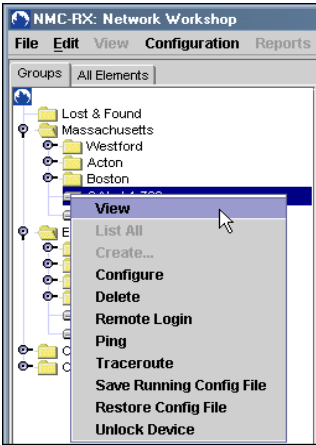 NMC-RX: Network Workshop
File Edit View Configuration Reports
Groups All Elements
Lost & Found
Massachusetts
Westford
Acton
Boston
View
List All
Create...
Configure
Delete
Remote Login
Ping
Traceroute
Save Running Config File
Restore Config File
Unlock Device